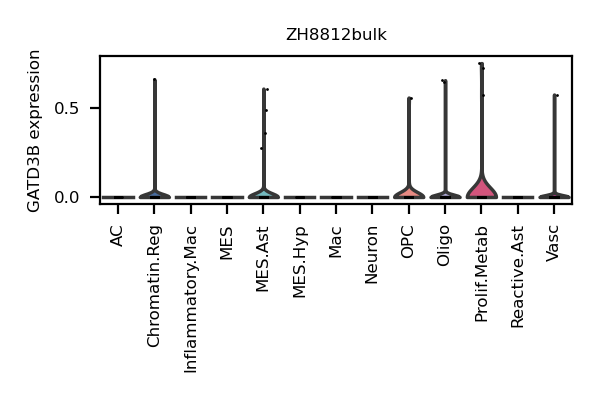 ZH8812bulk
GATD3B expression
0.5
0.0
AC
Chromatin.Reg
Inflammatory.Mac
MES
MES.Ast
MES.Hyp
Mac
Neuron
OPC
Oligo
Prolif.Metab
Reactive.Ast
Vasc